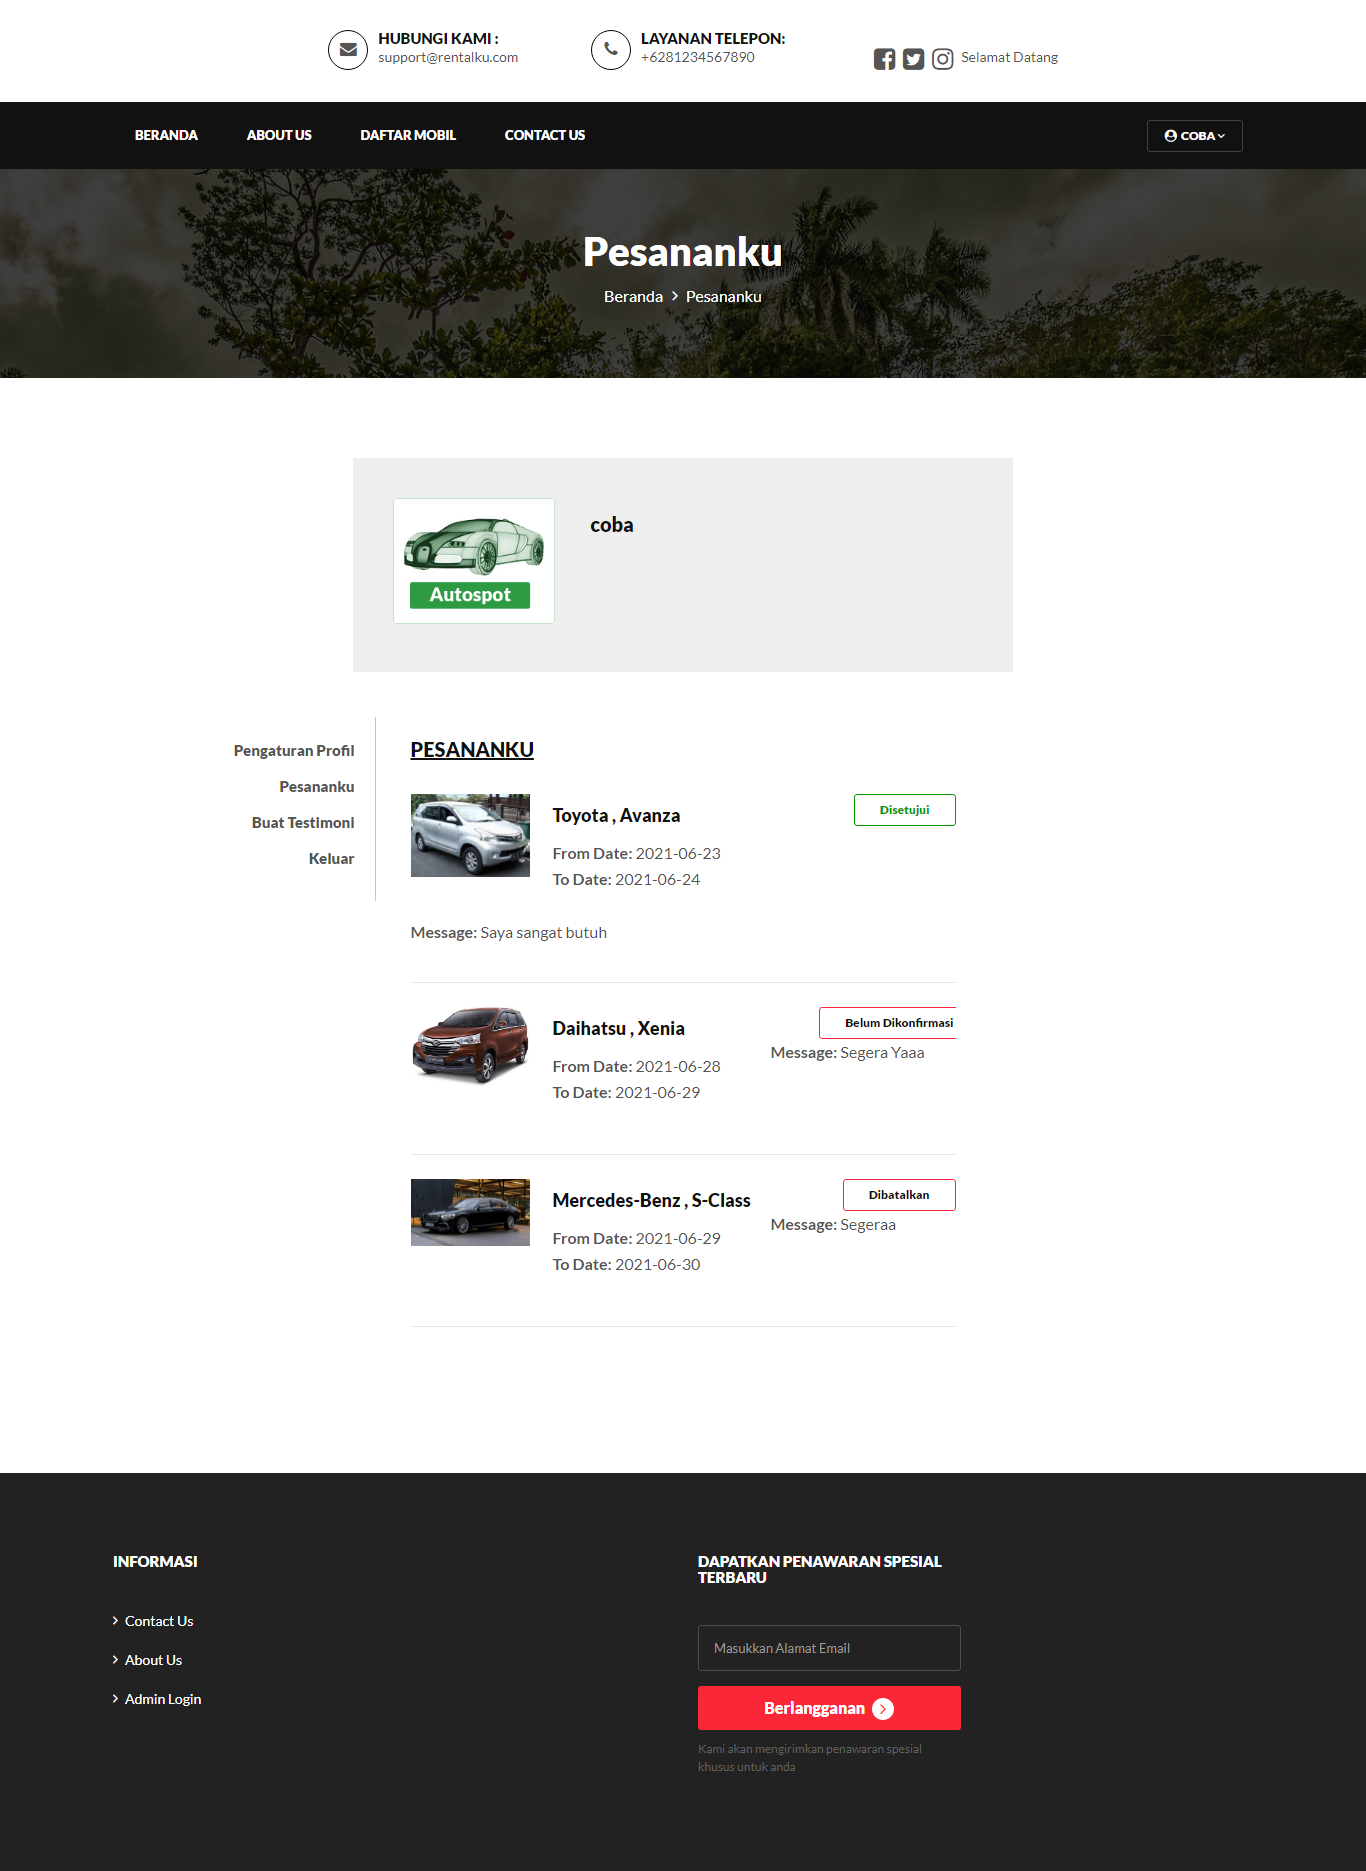 HUBUNGI KAMI :
support@rentalku.com
LAYANAN TELEPON:
+6281234567890
Selamat Datang
BERANDA
ABOUT US
DAFTAR MOBIL
CONTACT US
COBA
Pesananku
Beranda > Pesananku
Autospot
coba
Pengaturan Profil
Pesananku
Buat Testimoni
Keluar
PESANANKU
Toyota , Avanza
Disetujui
From Date: 2021-06-23
To Date: 2021-06-24
Message: Saya sangat butuh
Daihatsu , Xenia
Belum Dikonfirmasi
From Date: 2021-06-28
Message: Segera Yaaa
To Date: 2021-06-29
Mercedes-Benz , S-Class
Dibatalkan
From Date: 2021-06-29
Message: Segeraa
To Date: 2021-06-30
INFORMASI
Contact Us
About Us
Admin Login
DAPATKAN PENAWARAN SPESIAL
TERBARU
Masukkan Alamat Email
Berlangganan
Kami akan mengirimkan penawaran spesial
khusus untuk anda